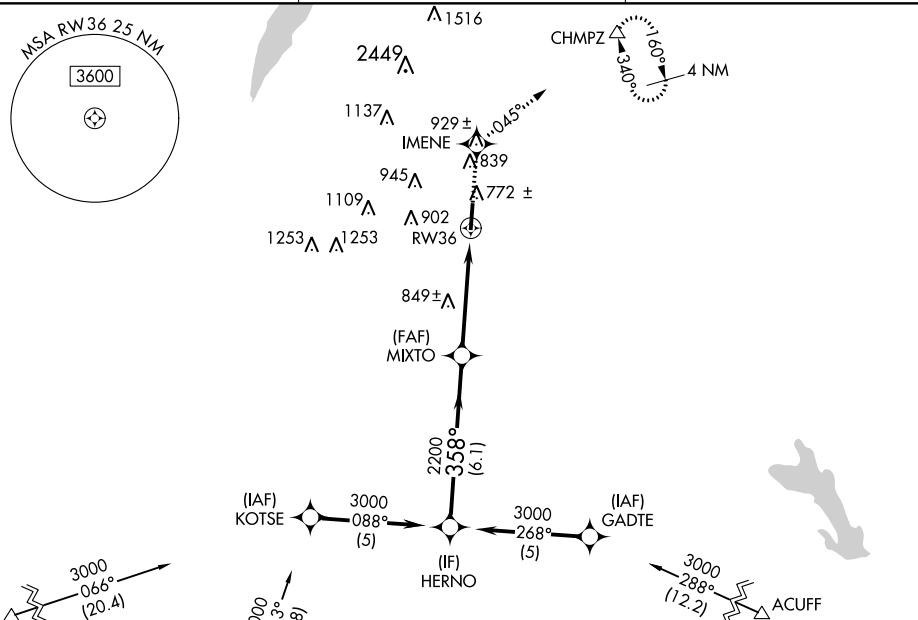 MSA RW36 25 NM
3600
1516
2449
1137
929 ±
IMENE
045°
CHMPZ
340°
160°
4 NM
839
945
772 ±
1109
902
RW36
1253
1253
849±
(FAF)
MIXTO
2200
358°
(6.1)
(IAF)
KOTSE
3000
088°
(5)
(IF)
HERNO
3000
268°
(5)
(IAF)
GADTE
3000
066°
(20.4)
3000
288°
(12.2)
ACUFF